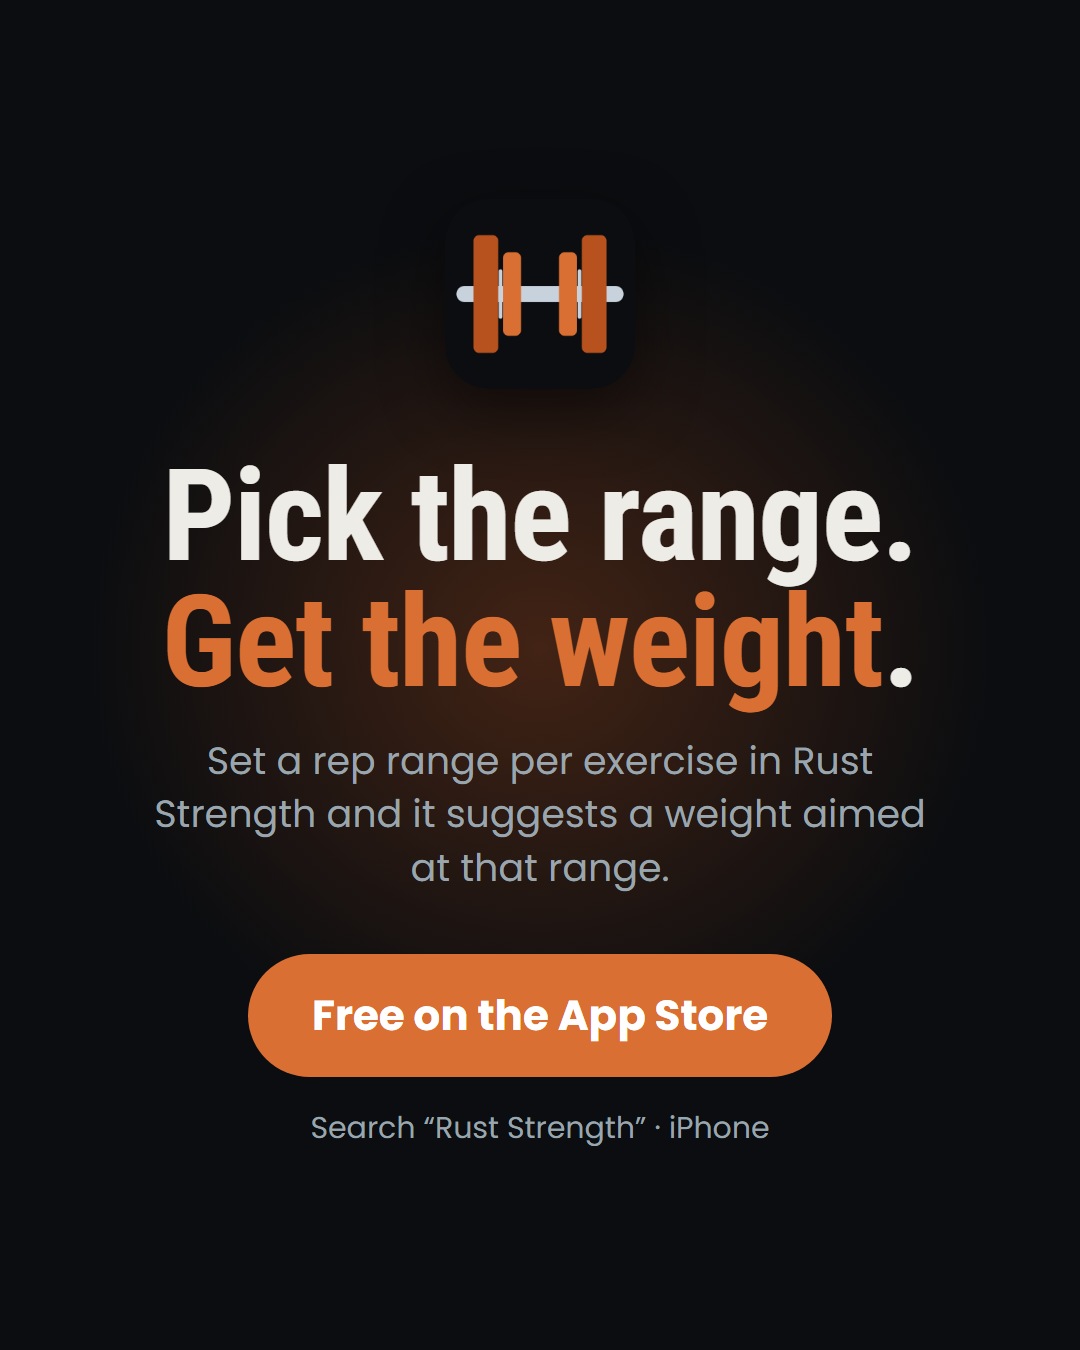 Pick the range.
Get the weight.
Set a rep range per exercise in Rust
Strength and it suggests a weight aimed
at that range.
Free on the App Store
Search “Rust Strength” · iPhone